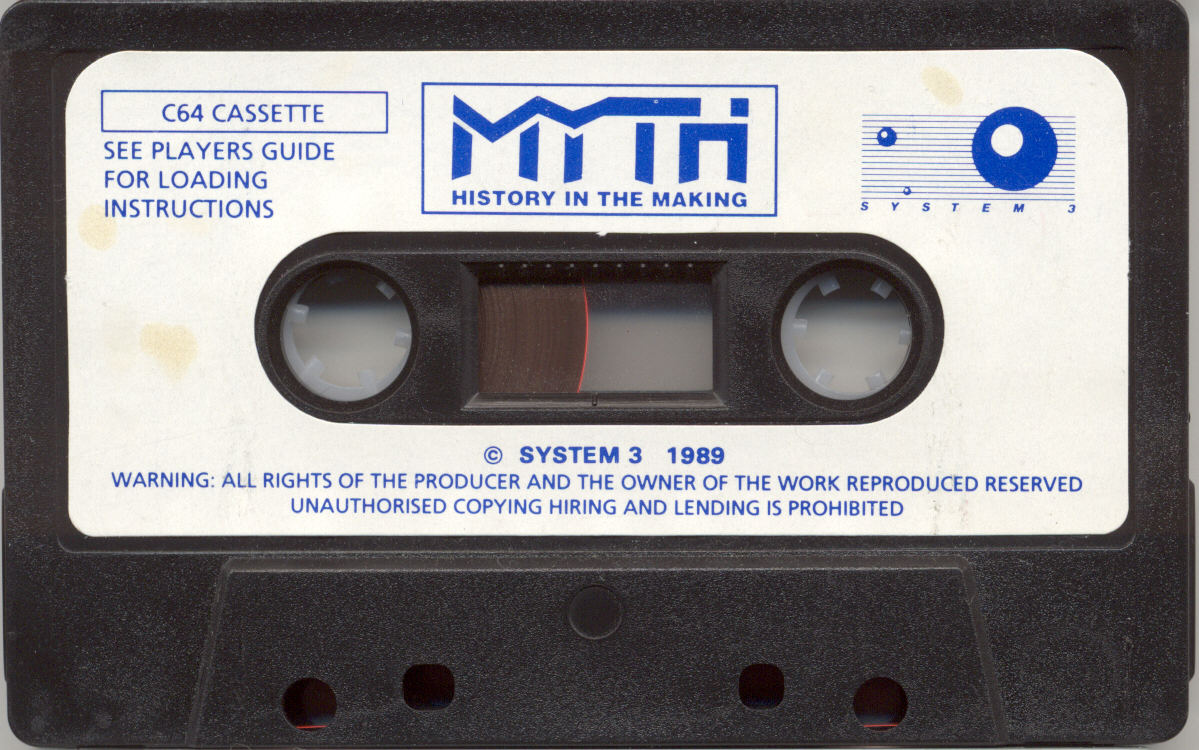 C64 CASSETTE
SEE PLAYERS GUIDE
FOR LOADING
INSTRUCTIONS
MYTH
HISTORY IN THE MAKING
SYSTEM 3
© SYSTEM 3 1989
WARNING: ALL RIGHTS OF THE PRODUCER AND THE OWNER OF THE WORK REPRODUCED RESERVED
UNAUTHORISED COPYING HIRING AND LENDING IS PROHIBITED